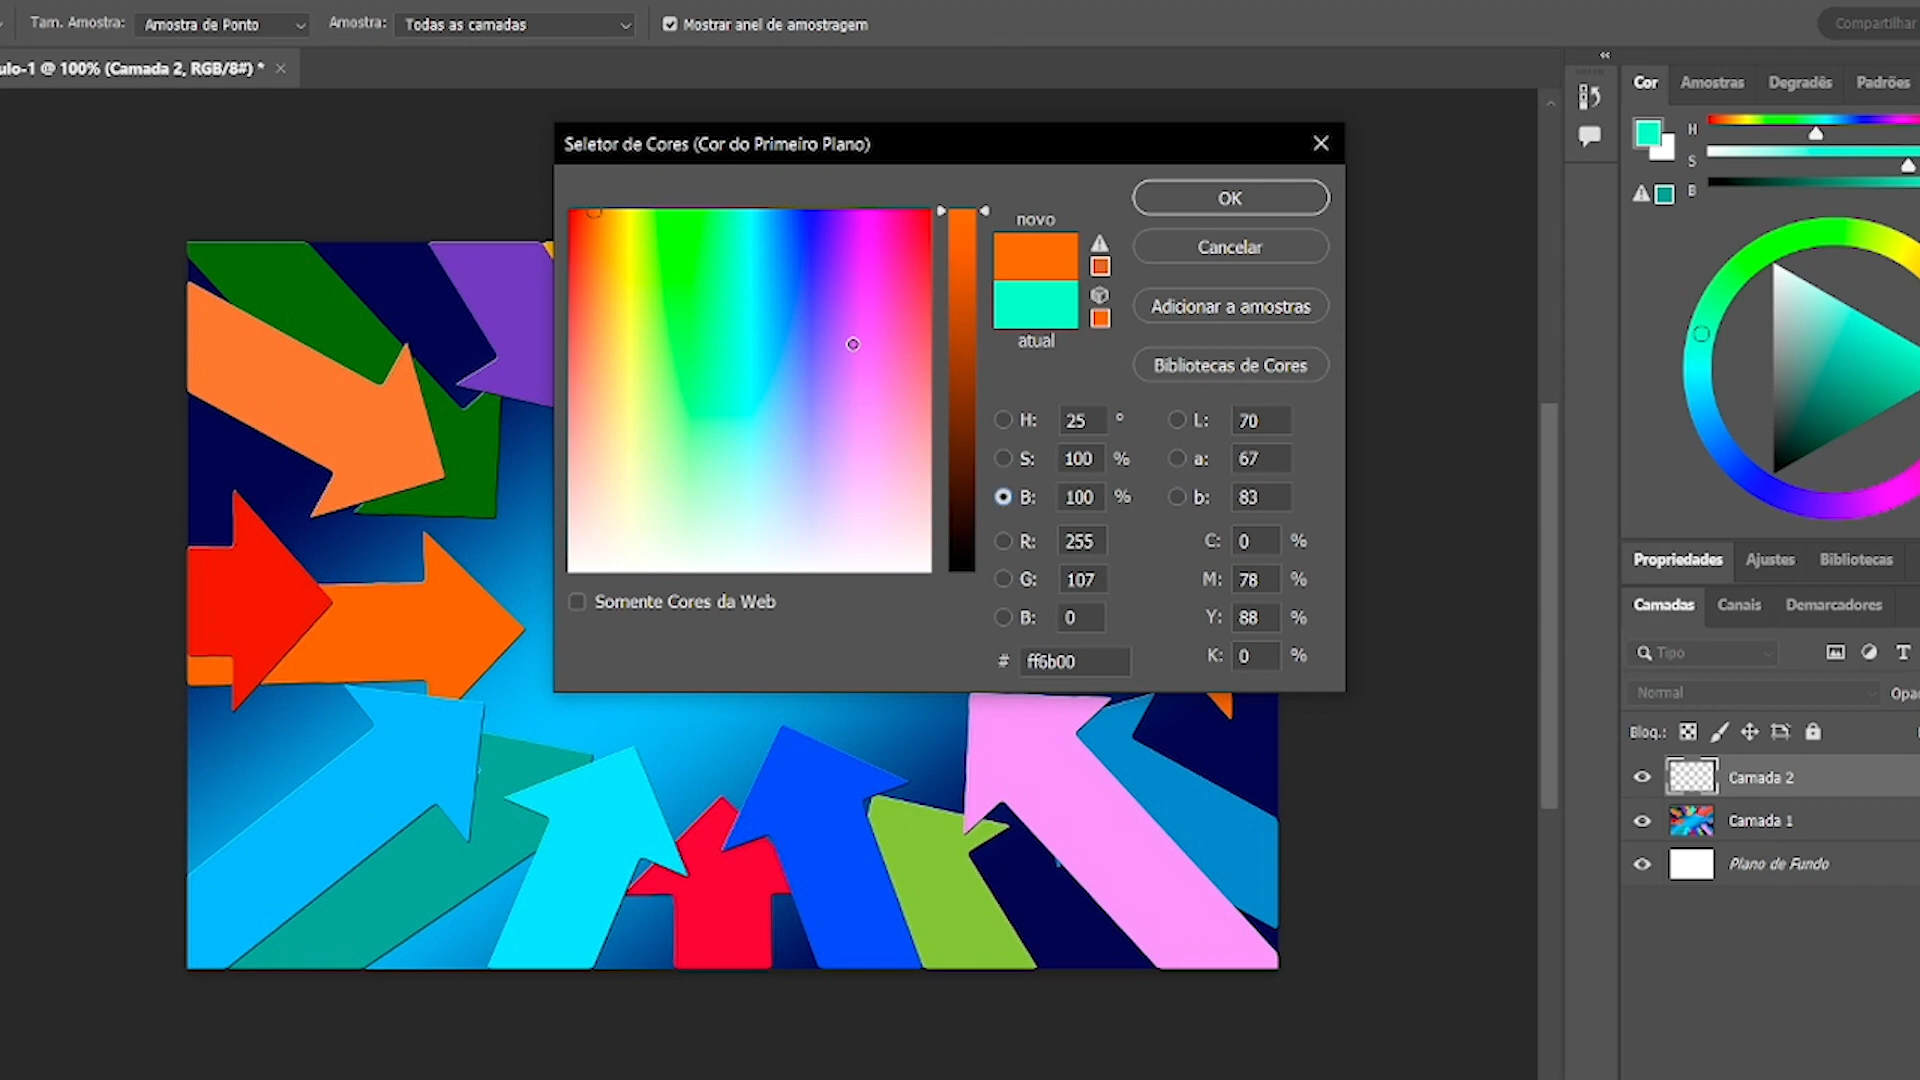 Tam. Amostra: Amostra de Ponto Amostra: Todas as camadas Mostrar anel de amostragem Compartilhar
ulo-1 @ 100% (Camada 2, RGB/8#) *
Seletor de Cores (Cor do Primeiro Plano)
novo
atual
OK
Cancelar
Adicionar a amostras
Bibliotecas de Cores
H: 25 °
S: 100 %
B: 100 %
R: 255
G: 107
B: 0
# ff6b00
L: 70
a: 67
b: 83
C: 0 %
M: 78 %
Y: 88 %
K: 0 %
Somente Cores da Web
Cor Amostras Degradês Padrões
H
S
B
Propriedades Ajustes Bibliotecas
Camadas Canais Demarcadores
Tipo
Normal Opac
Bloq.:
Camada 2
Camada 1
Plano de Fundo